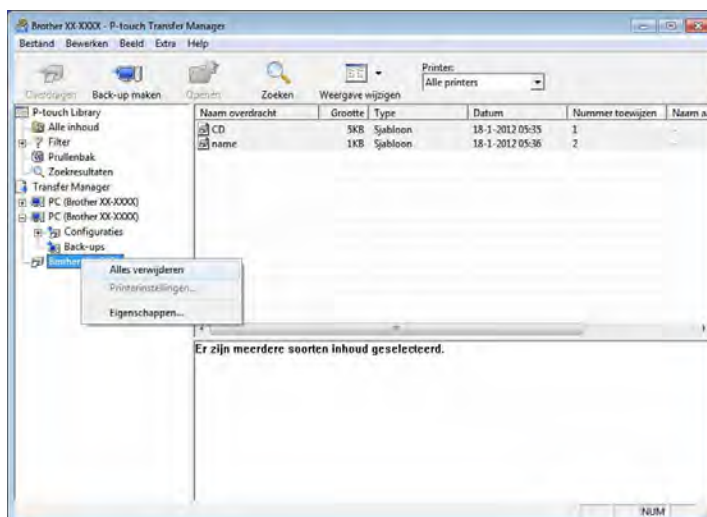 Brother XX-XXXX - P-touch Transfer Manager
Bestand Bewerken Beeld Extra Help
Overdragen Back-up maken Openen Zoeken Weergave wijzigen
Printer:
Alle printers
P-touch Library
Alle inhoud
Filter
Prullenbak
Zoekresultaten
Transfer Manager
PC (Brother XX-XXXX)
PC (Brother XX-XXXX)
Configuraties
Back-ups
Brother
Alles verwijderen
Printerinstellingen...
Eigenschappen...
Naam overdracht Grootte Type Datum Nummer toewijzen Naam
CD 5KB Sjabloon 18-1-2012 05:35 1 -
name 1KB Sjabloon 18-1-2012 05:36 2 -
Er zijn meerdere soorten inhoud geselecteerd.
NUM